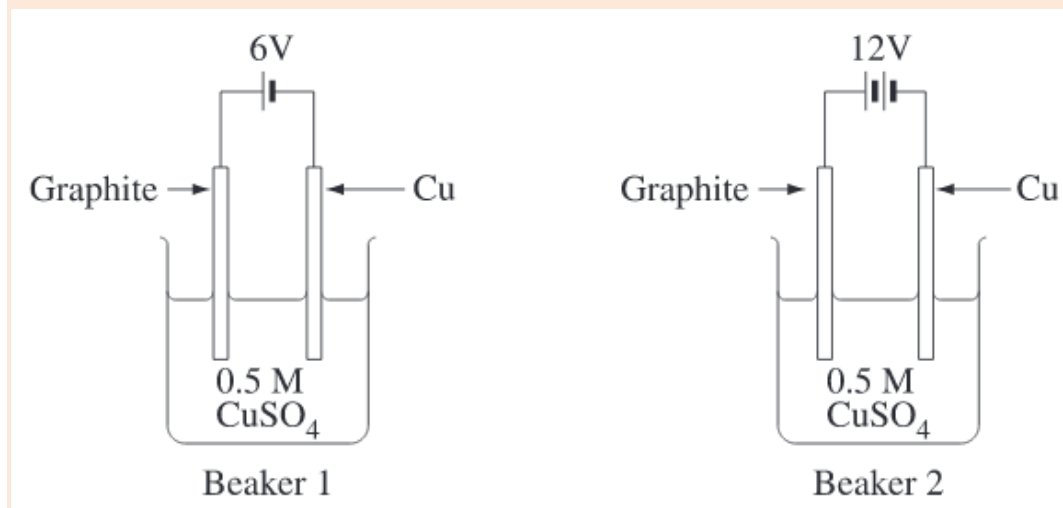 6V
Graphite
Cu
0.5 M
CuSO₄
Beaker 1
12V
Graphite
Cu
0.5 M
CuSO₄
Beaker 2